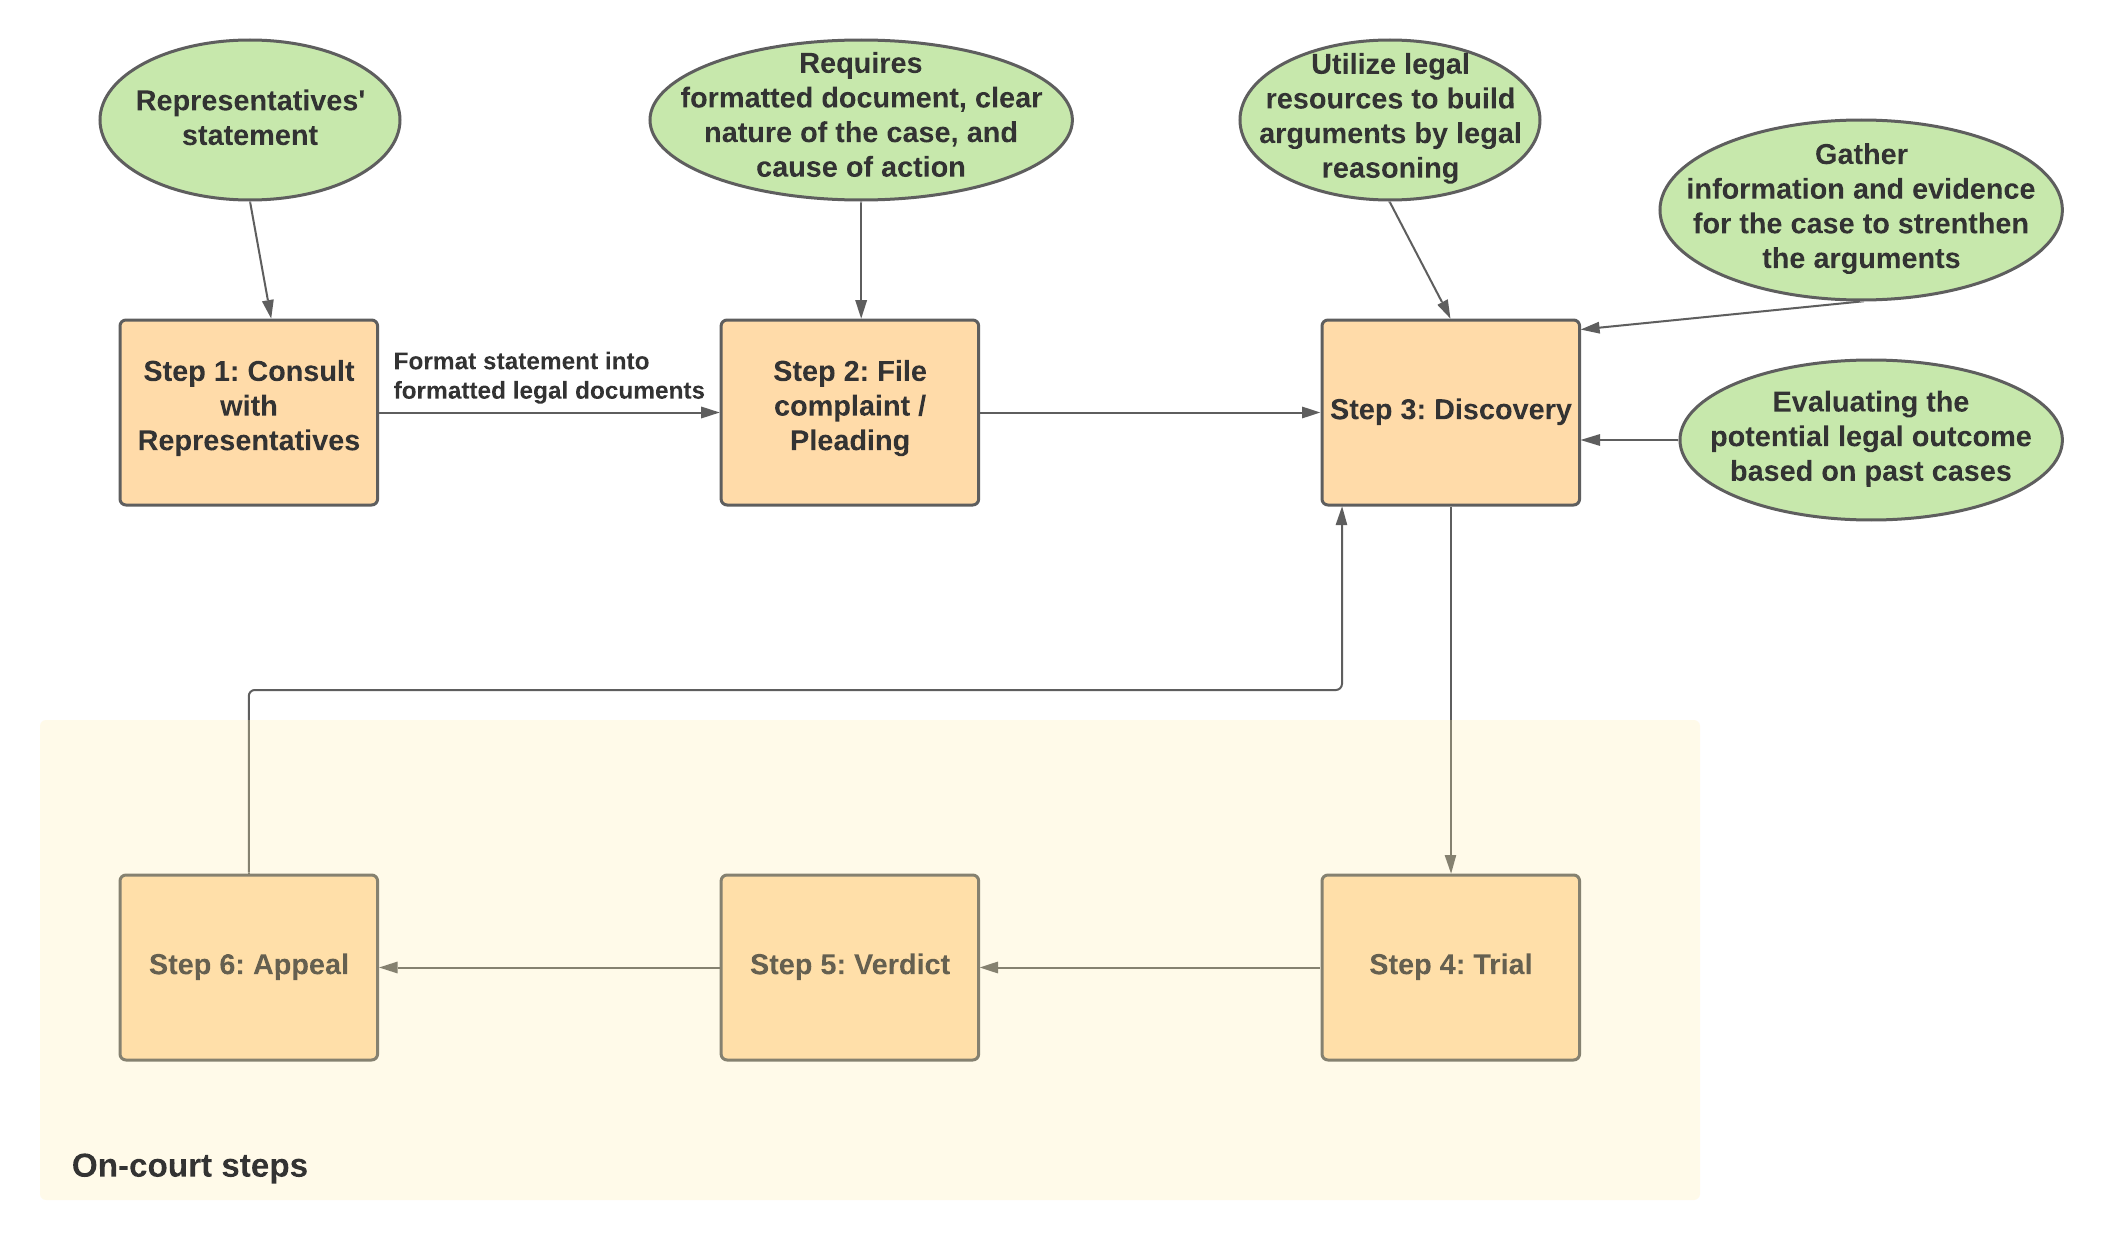 Representatives'
statement
Requires
formatted document, clear
nature of the case, and
cause of action
Utilize legal
resources to build
arguments by legal
reasoning
Gather
information and evidence
for the case to strenthen
the arguments
Step 1: Consult
with
Representatives
Format statement into
formatted legal documents
Step 2: File
complaint /
Pleading
Step 3: Discovery
Evaluating the
potential legal outcome
based on past cases
Step 6: Appeal
Step 5: Verdict
Step 4: Trial
On-court steps